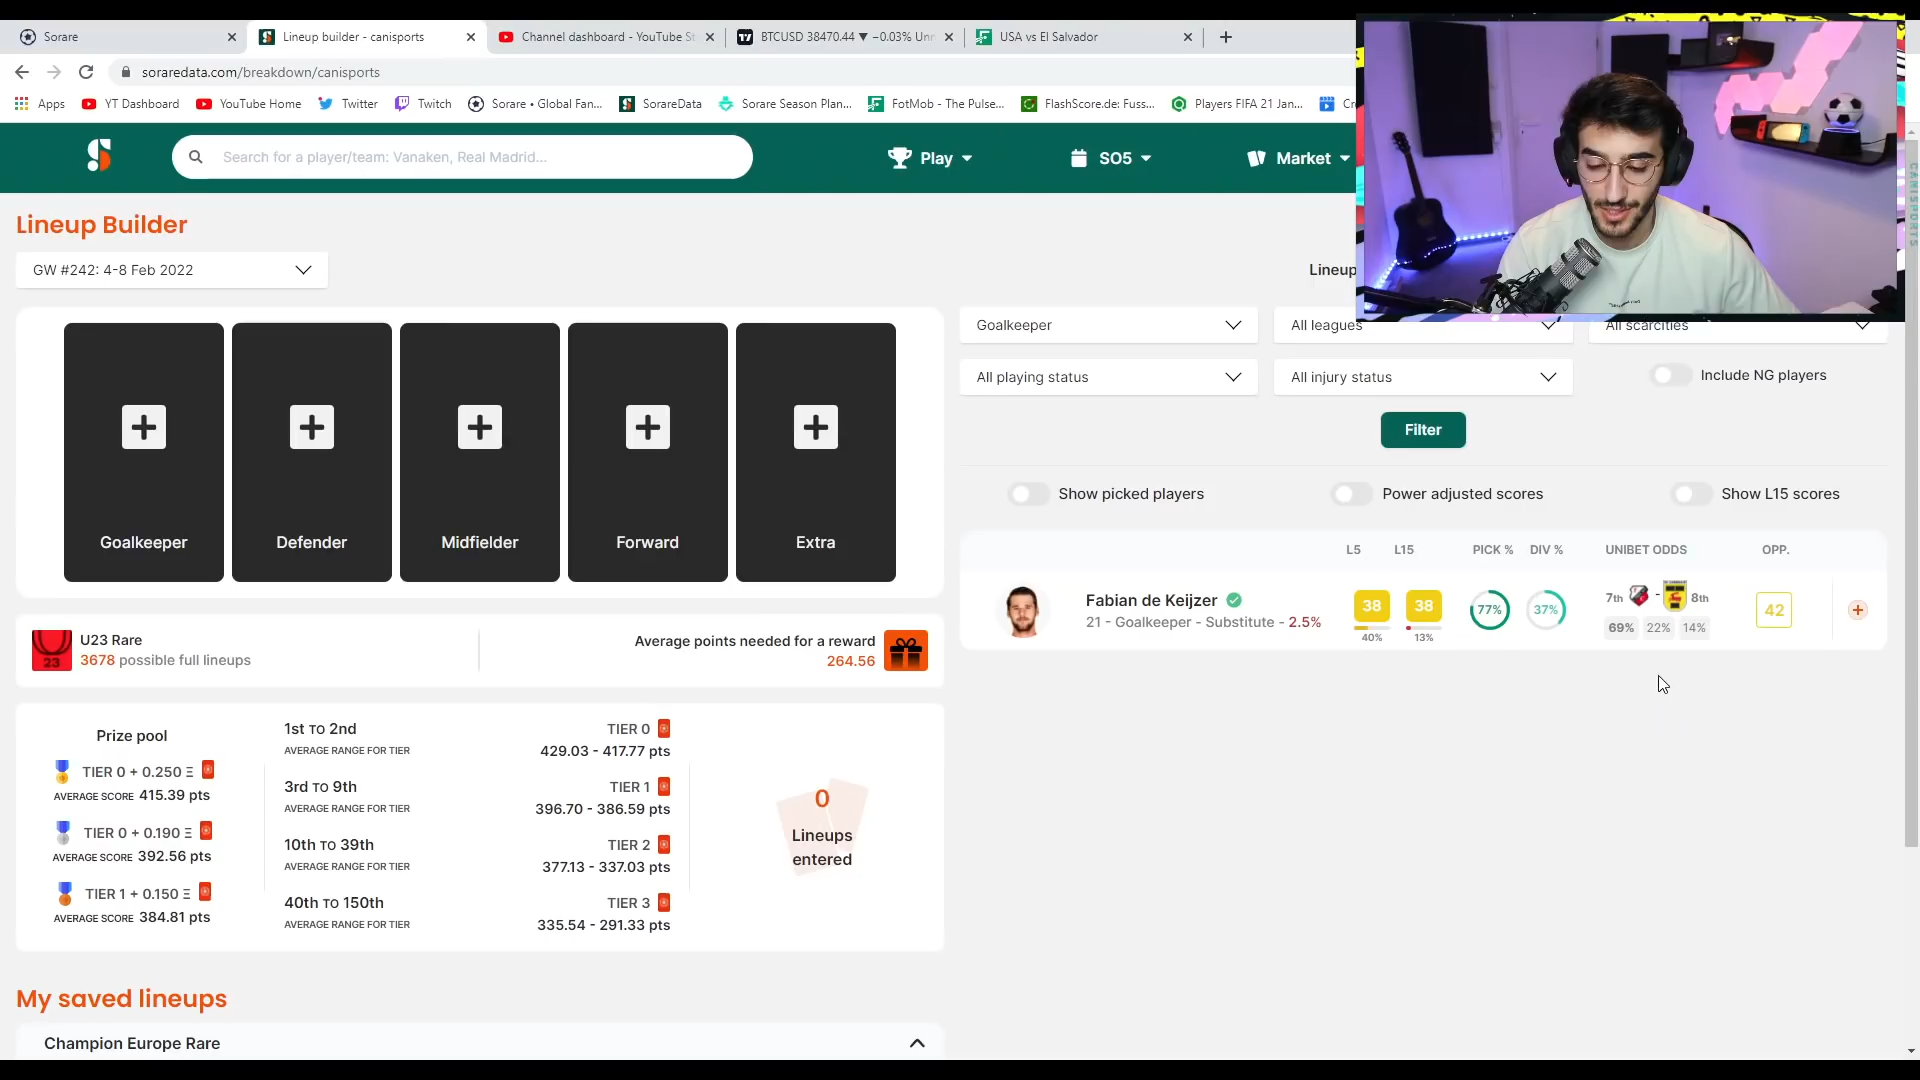 Sorare
Lineup builder - canisports
Channel dashboard - YouTube St
BTCUSD 38470.44 ▼ −0.03% Unn
USA vs El Salvador
soraredata.com/breakdown/canisports
Apps
YT Dashboard
YouTube Home
Twitter
Twitch
Sorare • Global Fan...
SorareData
Sorare Season Plan...
FotMob - The Pulse...
FlashScore.de: Fuss...
Players FIFA 21 Jan...
Search for a player/team: Vanaken, Real Madrid...
Play
SO5
Market
CANISPORTS
Lineup Builder
GW #242: 4-8 Feb 2022
Lineup
Goalkeeper
All leagues
All scarcities
All playing status
All injury status
Include NG players
Filter
Show picked players
Power adjusted scores
Show L15 scores
Goalkeeper
Defender
Midfielder
Forward
Extra
L5 L15 PICK % DIV % UNIBET ODDS OPP.
Fabian de Keijzer
21 - Goalkeeper - Substitute - 2.5%
38 38
40% 13%
77% 37%
7th - 8th
69% 22% 14%
42
23
U23 Rare
3678 possible full lineups
Average points needed for a reward
264.56
Prize pool
TIER 0 + 0.250 Ξ
AVERAGE SCORE 415.39 pts
TIER 0 + 0.190 Ξ
AVERAGE SCORE 392.56 pts
TIER 1 + 0.150 Ξ
AVERAGE SCORE 384.81 pts
1st TO 2nd TIER 0
AVERAGE RANGE FOR TIER 429.03 - 417.77 pts
3rd TO 9th TIER 1
AVERAGE RANGE FOR TIER 396.70 - 386.59 pts
10th TO 39th TIER 2
AVERAGE RANGE FOR TIER 377.13 - 337.03 pts
40th TO 150th TIER 3
AVERAGE RANGE FOR TIER 335.54 - 291.33 pts
0
Lineups
entered
My saved lineups
Champion Europe Rare